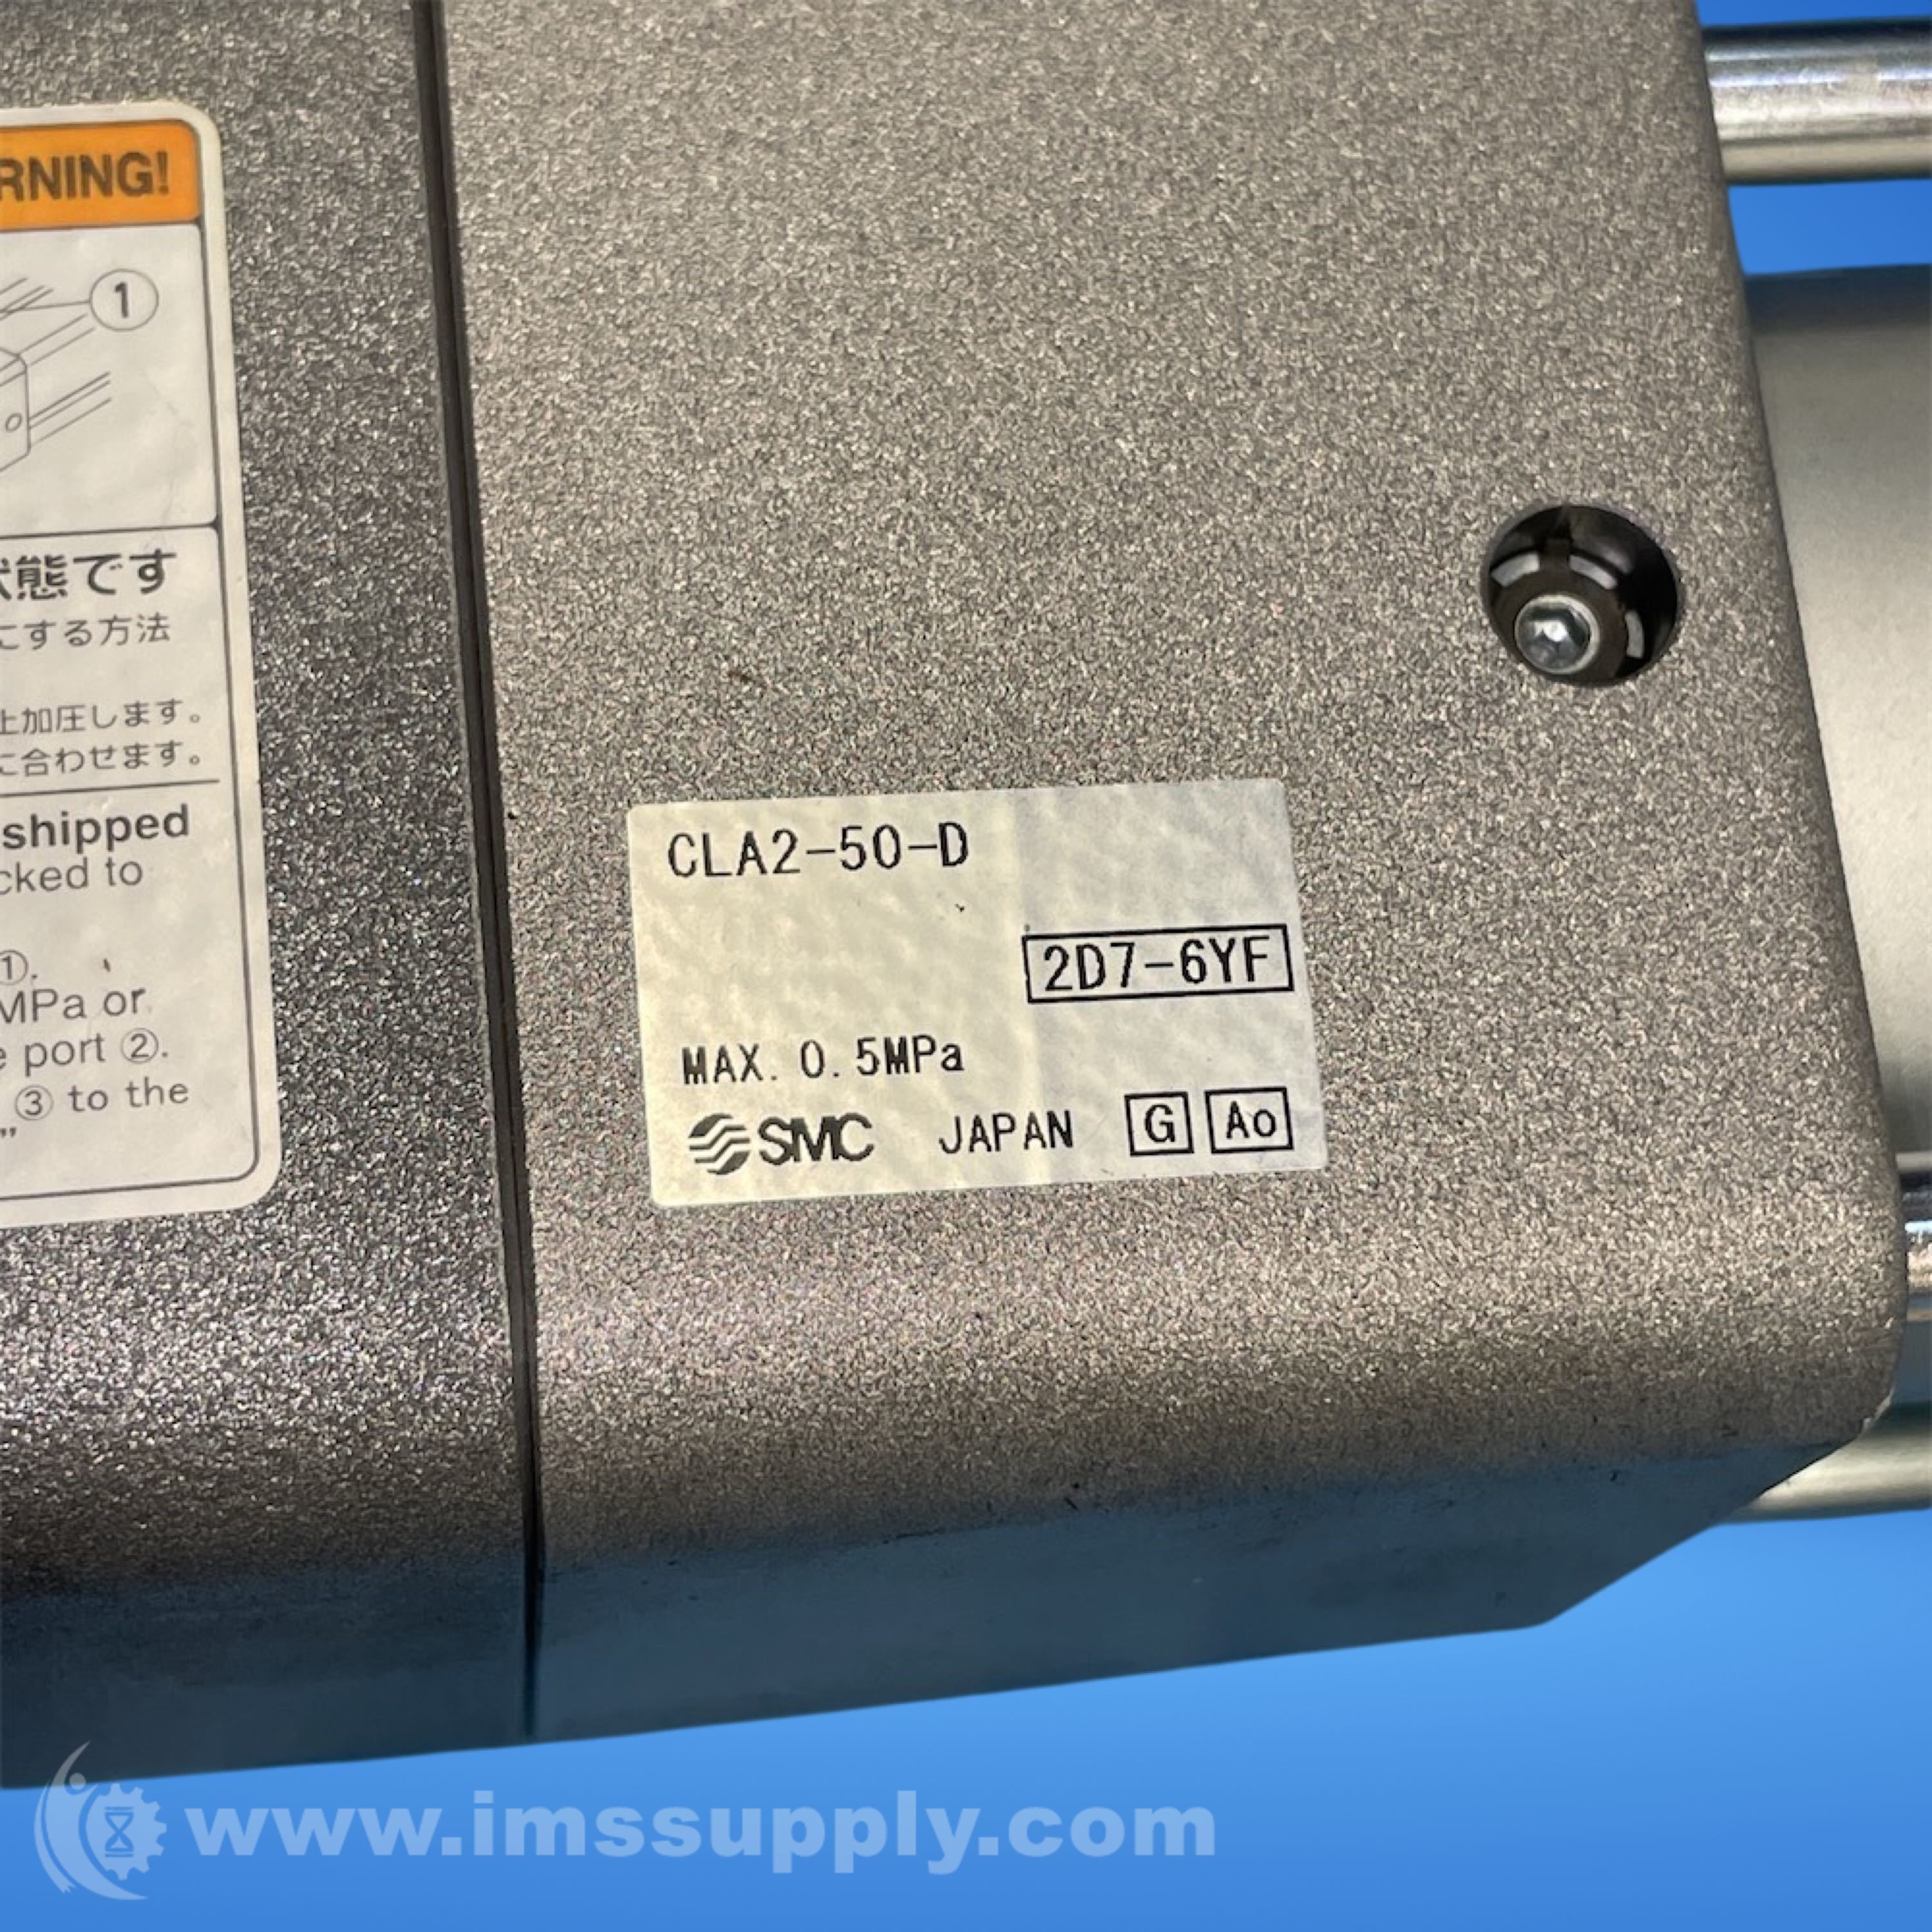 RNING!
1
状態です
にする方法
上加圧します。
に合わせます。
shipped
cked to
①.
MPa or
port ②.
③ to the
”
CLA2-50-D
2D7-6YF
MAX. 0.5MPa
SMC JAPAN G Ao
www.imssupply.com